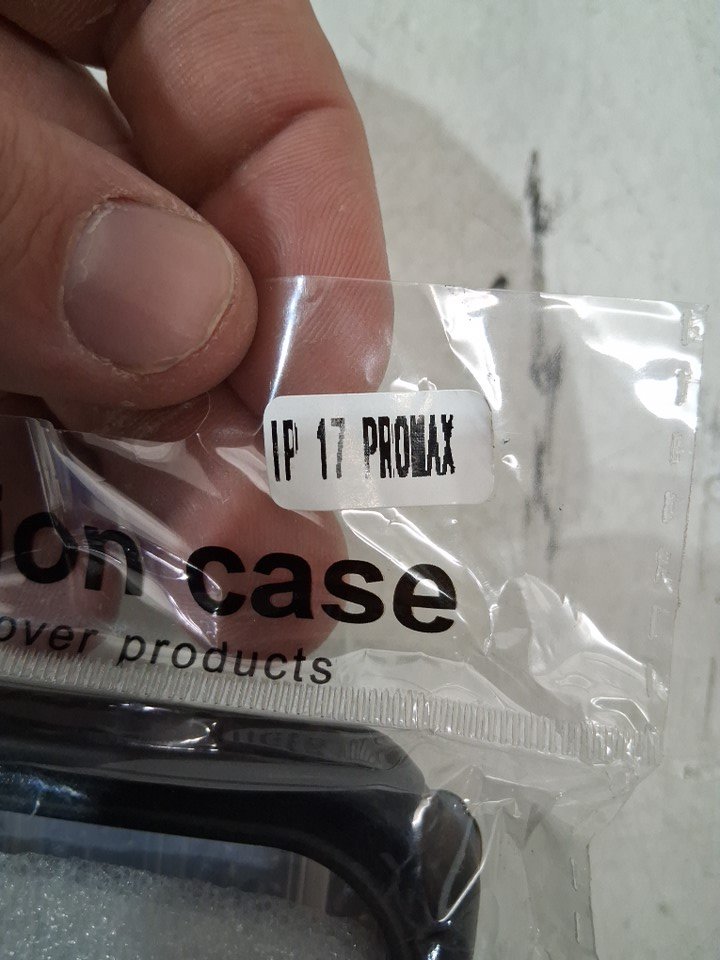 IP 17 PROMAX
ion case
over products